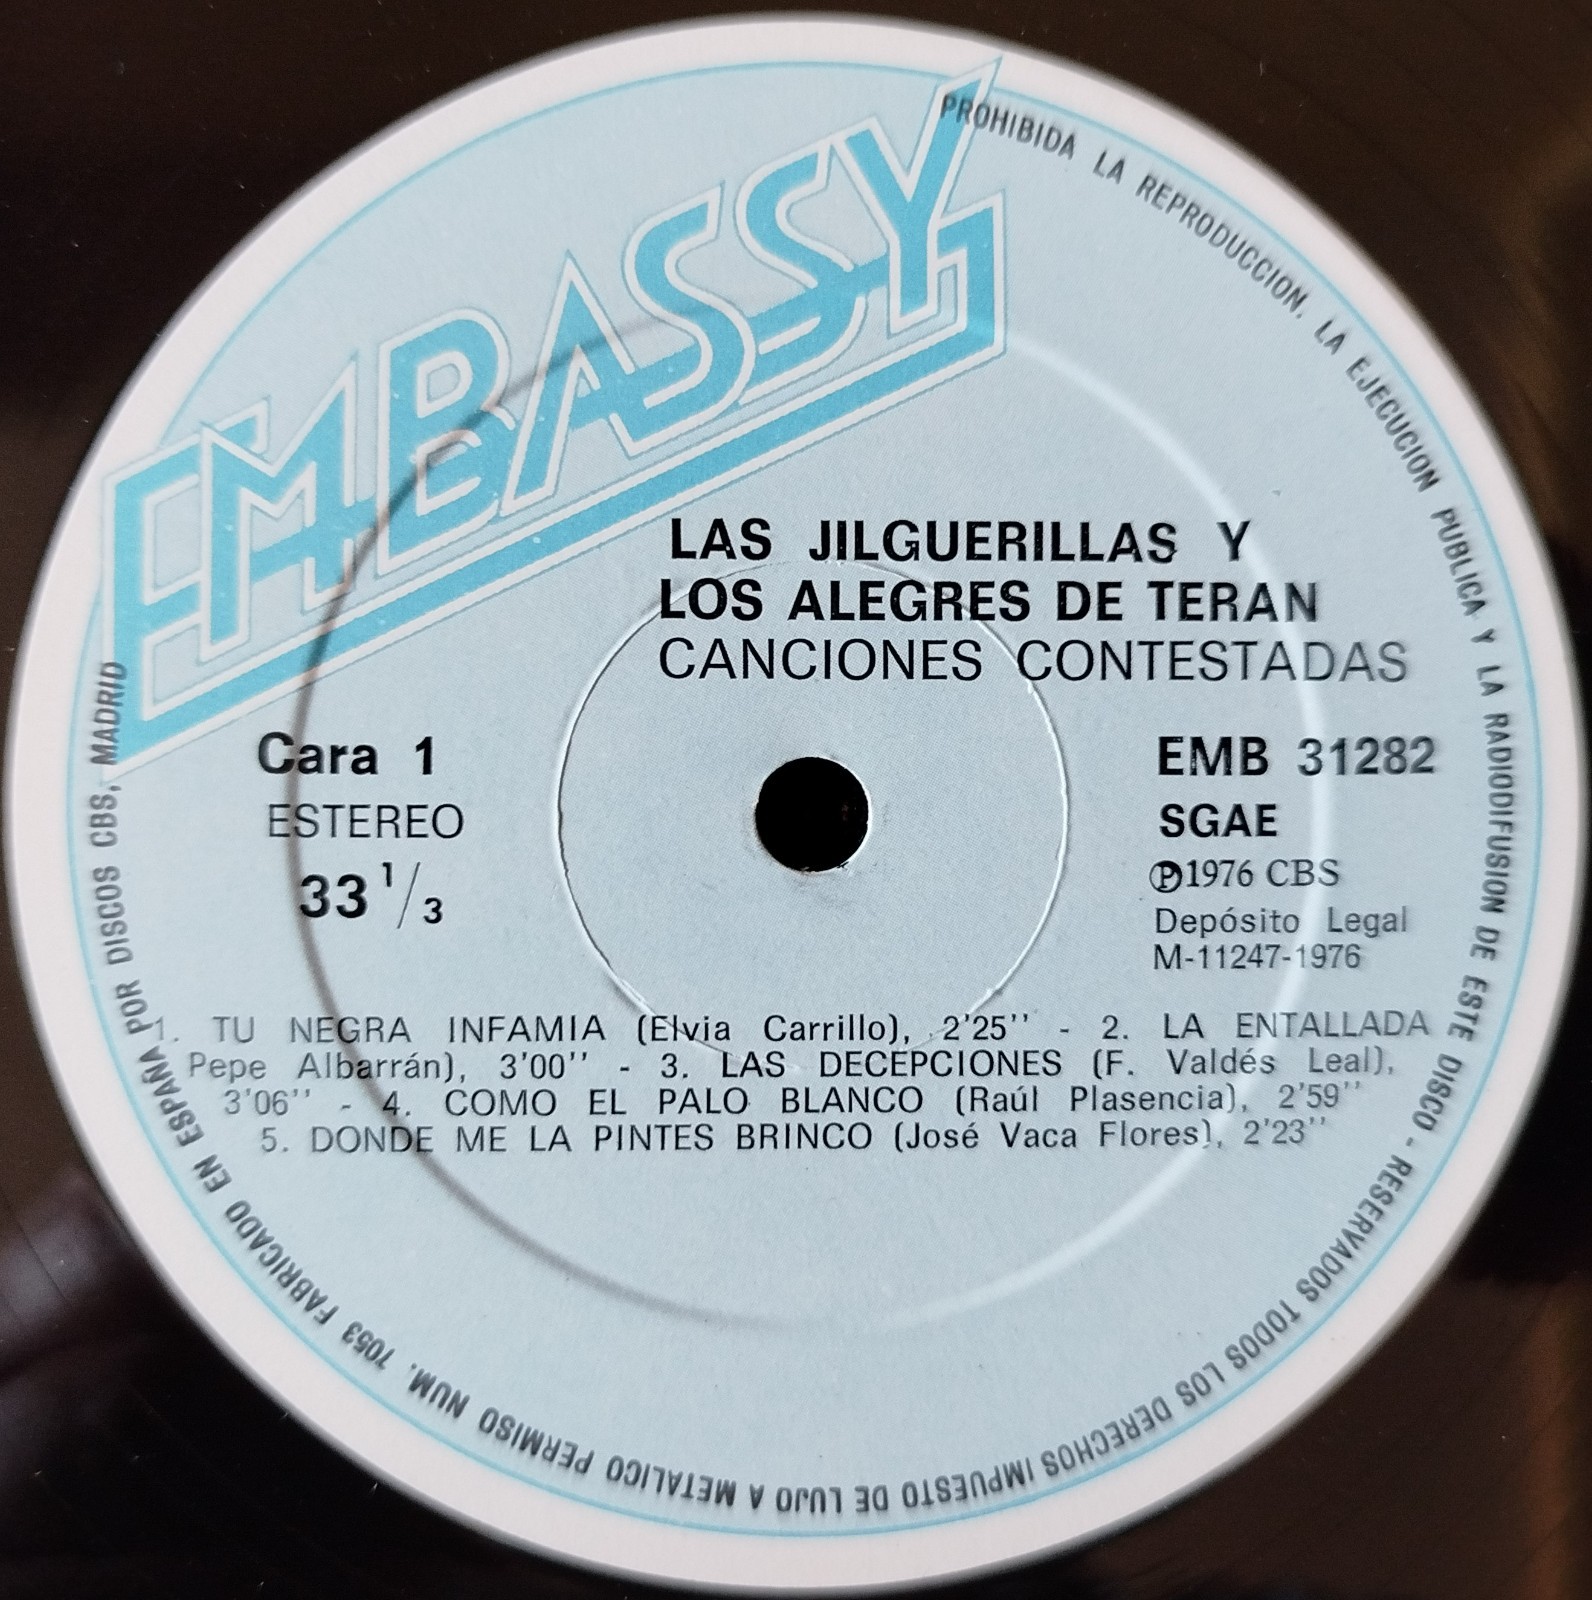 EMBASSY
LAS JILGUERILLAS Y
LOS ALEGRES DE TERAN
CANCIONES CONTESTADAS
Cara 1
ESTEREO
33 1/3
EMB 31282
SGAE
Ⓟ1976 CBS
Depósito Legal
M-11247-1976
1. TU NEGRA INFAMIA (Elvia Carrillo), 2'25'' - 2. LA ENTALLADA
Pepe Albarrán), 3'00'' - 3. LAS DECEPCIONES (F. Valdés Leal),
3'06'' - 4. COMO EL PALO BLANCO (Raúl Plasencia), 2'59''
5. DONDE ME LA PINTES BRINCO (José Vaca Flores), 2'23''
PROHIBIDA LA REPRODUCCION, LA EJECUCION PUBLICA Y LA RADIODIFUSION DE ESTE DISCO - RESERVADOS TODOS LOS DERECHOS IMPUESTO DE LUJO A METALICO PERMISO NUM. 7053 FABRICADO EN ESPAÑA POR DISCOS CBS, MADRID